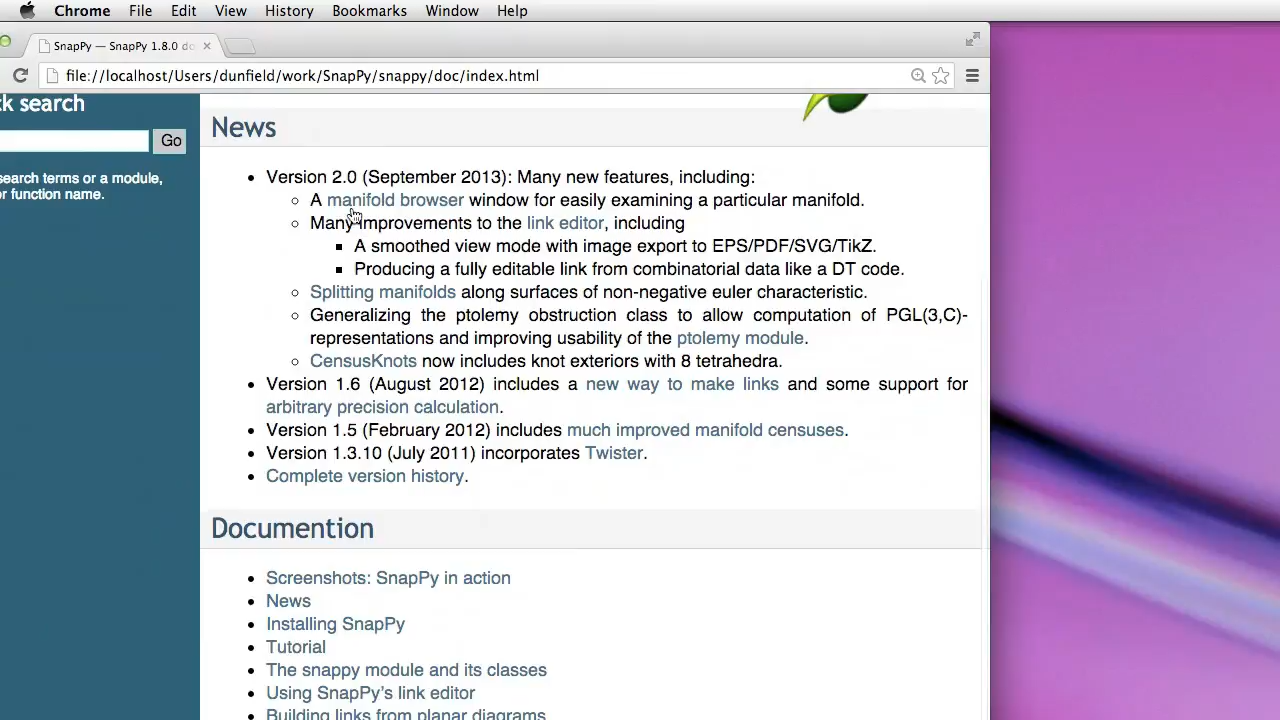 Chrome File Edit View History Bookmarks Window Help
SnapPy — SnapPy 1.8.0 do
file://localhost/Users/dunfield/work/SnapPy/snappy/doc/index.html
ck search
Go
search terms or a module,
or function name.
News
Version 2.0 (September 2013): Many new features, including:
A manifold browser window for easily examining a particular manifold.
Many improvements to the link editor, including
A smoothed view mode with image export to EPS/PDF/SVG/TikZ.
Producing a fully editable link from combinatorial data like a DT code.
Splitting manifolds along surfaces of non-negative euler characteristic.
Generalizing the ptolemy obstruction class to allow computation of PGL(3,C)-
representations and improving usability of the ptolemy module.
CensusKnots now includes knot exteriors with 8 tetrahedra.
Version 1.6 (August 2012) includes a new way to make links and some support for
arbitrary precision calculation.
Version 1.5 (February 2012) includes much improved manifold censuses.
Version 1.3.10 (July 2011) incorporates Twister.
Complete version history.
Documention
Screenshots: SnapPy in action
News
Installing SnapPy
Tutorial
The snappy module and its classes
Using SnapPy's link editor
Building links from planar diagrams